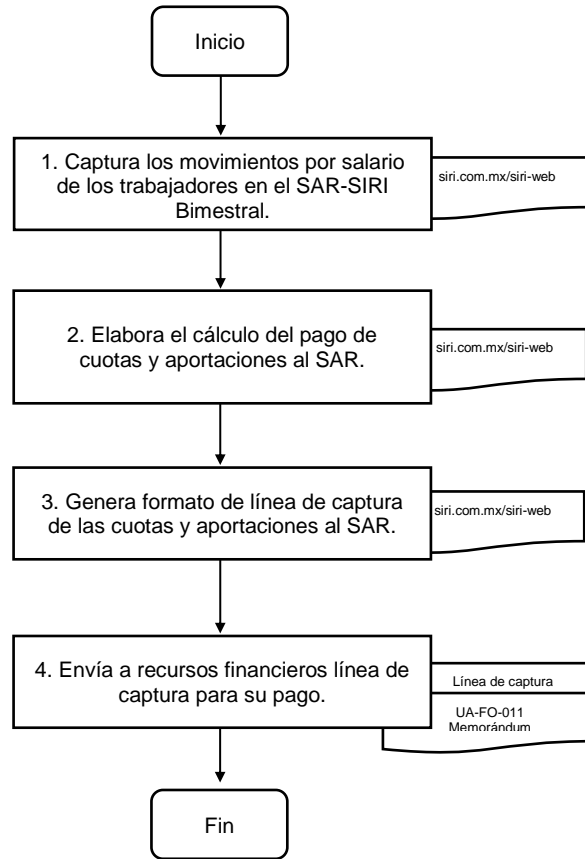 Inicio
1. Captura los movimientos por salario
de los trabajadores en el SAR-SIRI
Bimestral.
siri.com.mx/siri-web
2. Elabora el cálculo del pago de
cuotas y aportaciones al SAR.
siri.com.mx/siri-web
3. Genera formato de línea de captura
de las cuotas y aportaciones al SAR.
siri.com.mx/siri-web
4. Envía a recursos financieros línea de
captura para su pago.
Línea de captura
UA-FO-011
Memorándum
Fin